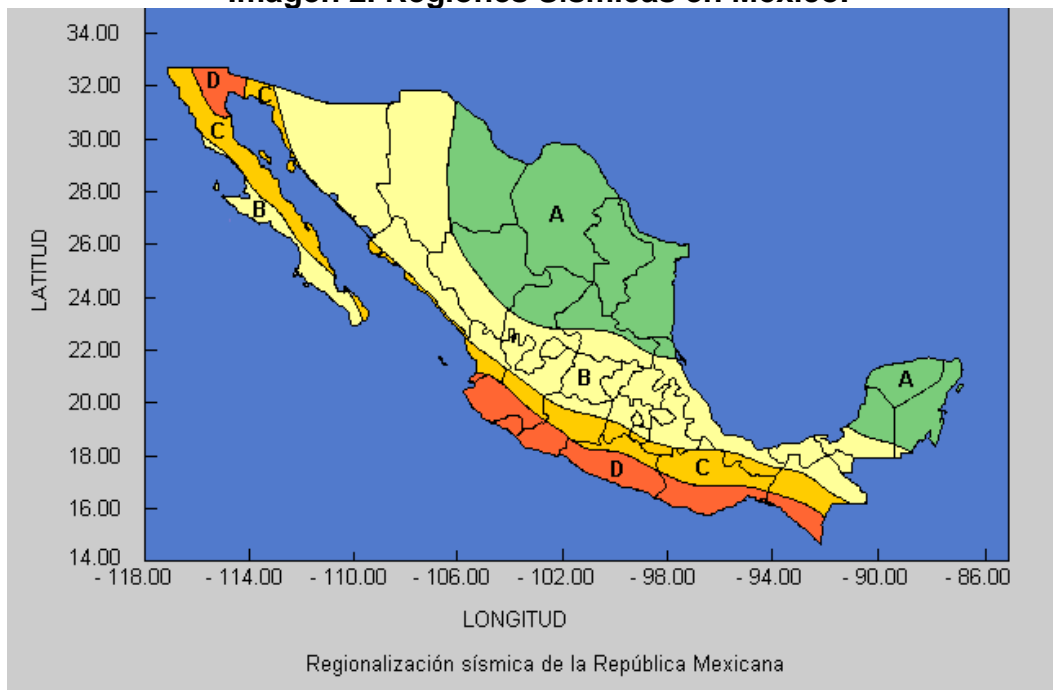 Imagen 2. Regiones Sísmicas en México.
34.00
32.00
30.00
28.00
26.00
24.00
22.00
20.00
18.00
16.00
14.00
LATITUD
D
C
C
B
A
B
A
D
C
- 118.00 - 114.00 - 110.00 - 106.00 - 102.00 - 98.00 - 94.00 - 90.00 - 86.00
LONGITUD
Regionalización sísmica de la República Mexicana